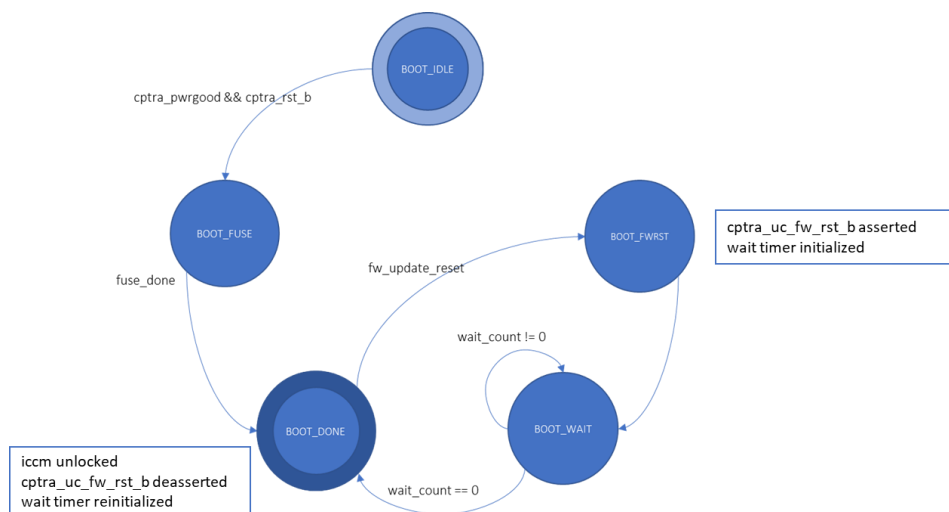 BOOT_IDLE
cptra_pwrgood && cptra_rst_b
BOOT_FUSE
BOOT_FWRST
cptra_uc_fw_rst_b asserted
wait timer initialized
fuse_done
fw_update_reset
wait_count != 0
BOOT_DONE
BOOT_WAIT
iccm unlocked
cptra_uc_fw_rst_b deasserted
wait timer reinitialized
wait_count == 0